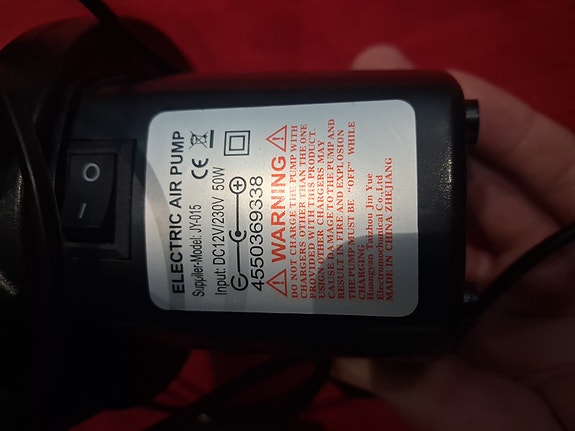 ELECTRIC AIR PUMP
Suppiler-Model: JY-015
Input: DC12V/230V 50W
4550369338
WARNING
DO NOT CHARGE THE PUMP WITH
CHARGERS OTHER THAN THE ONE
PROVIDED WITH THIS PRODUCT.
USIGN OTHER CHARGERS MAY
CAUSE DAMAGE TO THE PUMP AND
RESULT IN FIRE AND EXPLOSION
THE PUMP MUST BE "OFF" WHILE
CHARGING
Huangyan Taizhou Jin Yue
Electromechanical Co.,Ltd
MADE IN CHINA ZHEJIANG